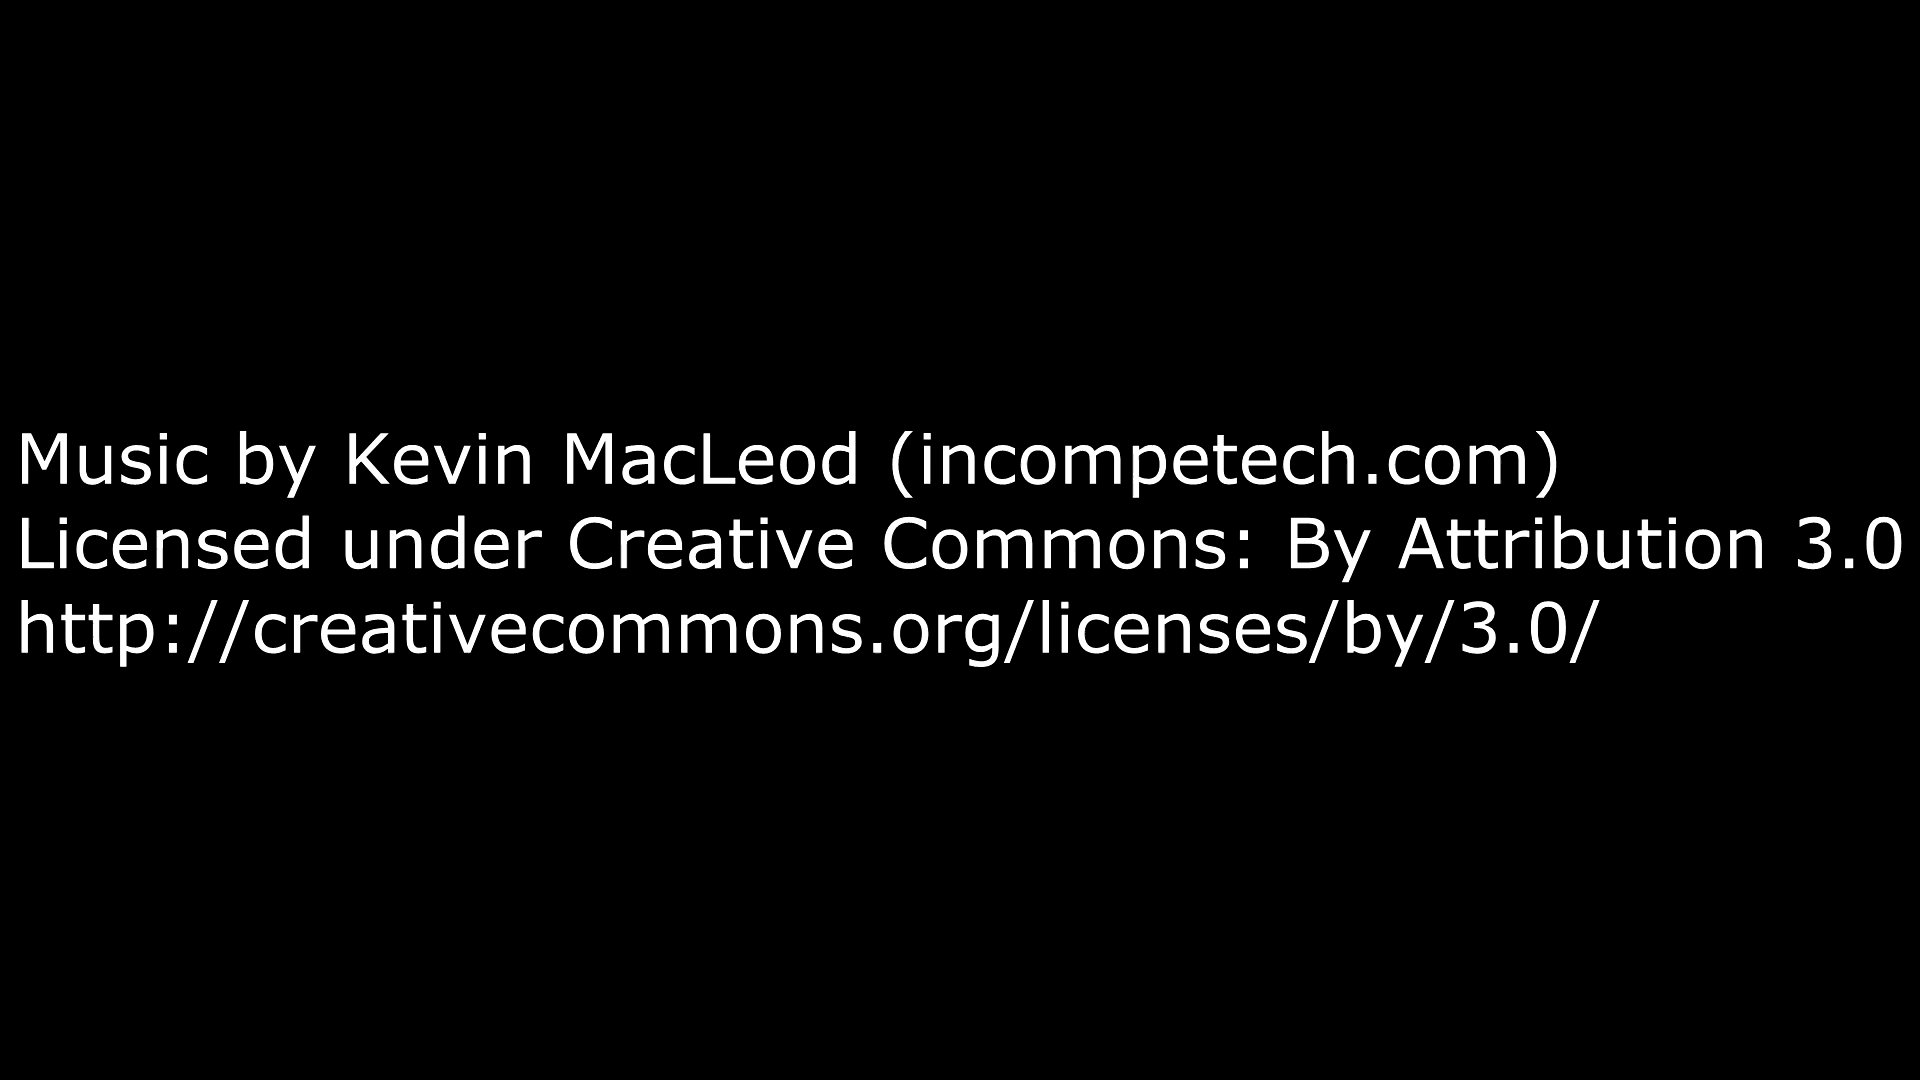 Music by Kevin MacLeod (incompetech.com)
Licensed under Creative Commons: By Attribution 3.0
http://creativecommons.org/licenses/by/3.0/